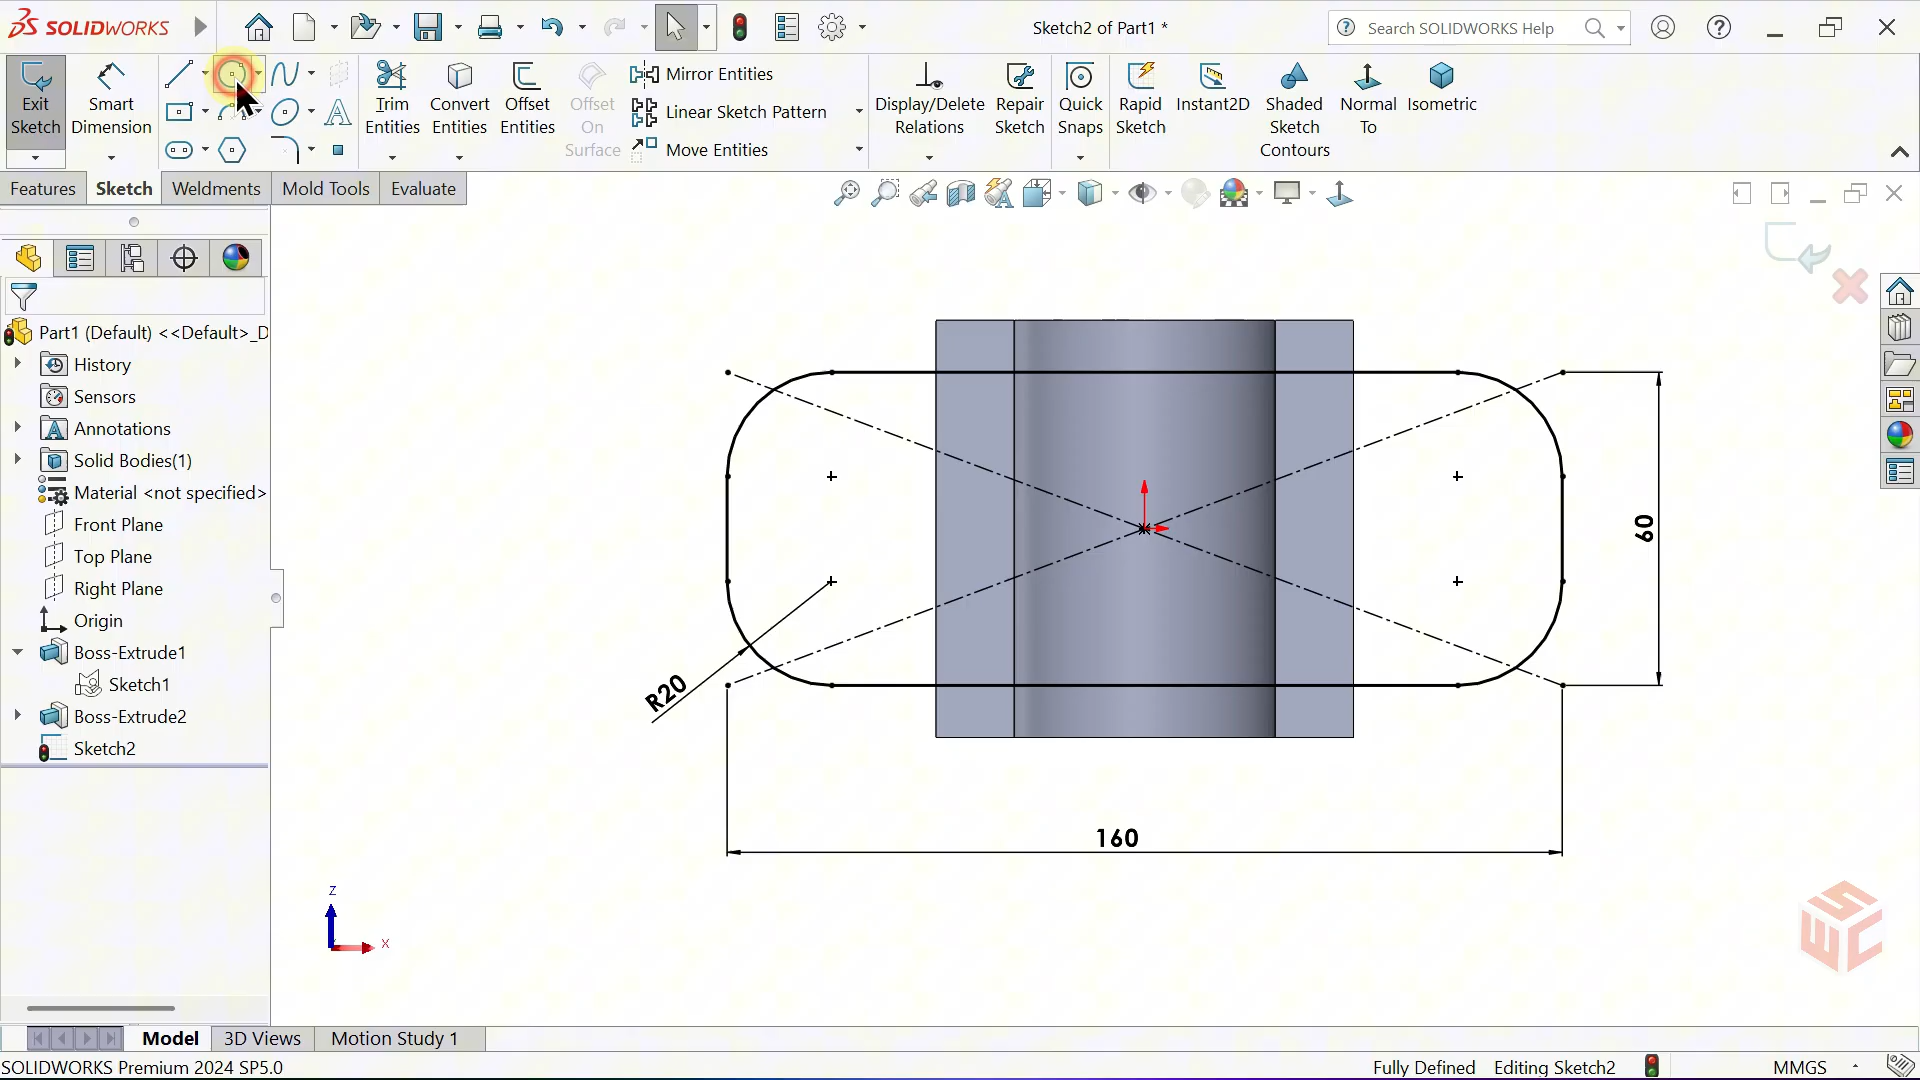 SOLIDWORKS
Sketch2 of Part1 *
Search SOLIDWORKS Help
Exit Sketch
Smart Dimension
Trim Entities
Convert Entities
Offset Entities
Offset On Surface
Mirror Entities
Linear Sketch Pattern
Move Entities
Display/Delete Relations
Repair Sketch
Quick Snaps
Rapid Sketch
Instant2D
Shaded Sketch Contours
Normal To
Isometric
Features
Sketch
Weldments
Mold Tools
Evaluate
Part1 (Default) <<Default>_D
History
Sensors
Annotations
Solid Bodies(1)
Material <not specified>
Front Plane
Top Plane
Right Plane
Origin
Boss-Extrude1
Sketch1
Boss-Extrude2
Sketch2
60
R20
160
Z
X
SWC
Model
3D Views
Motion Study 1
SOLIDWORKS Premium 2024 SP5.0
Fully Defined
Editing Sketch2
MMGS